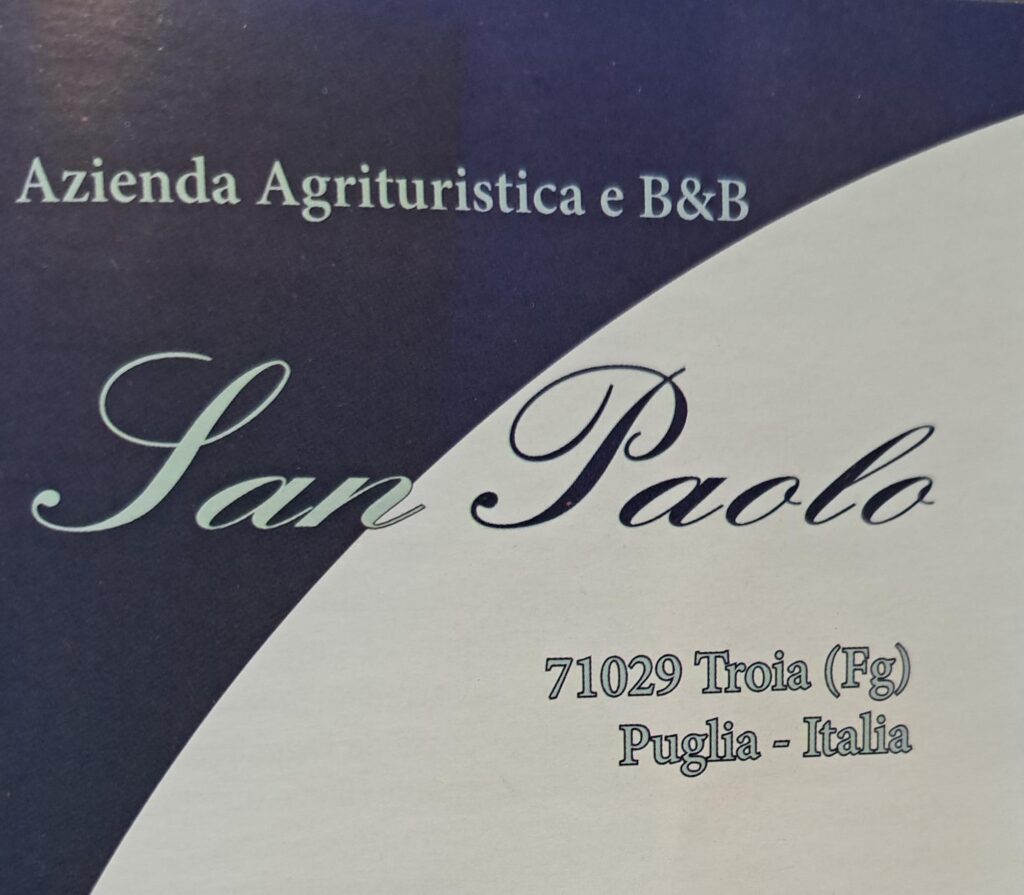 Azienda Agrituristica e B&B
San Paolo
71029 Troia (Fg)
Puglia - Italia